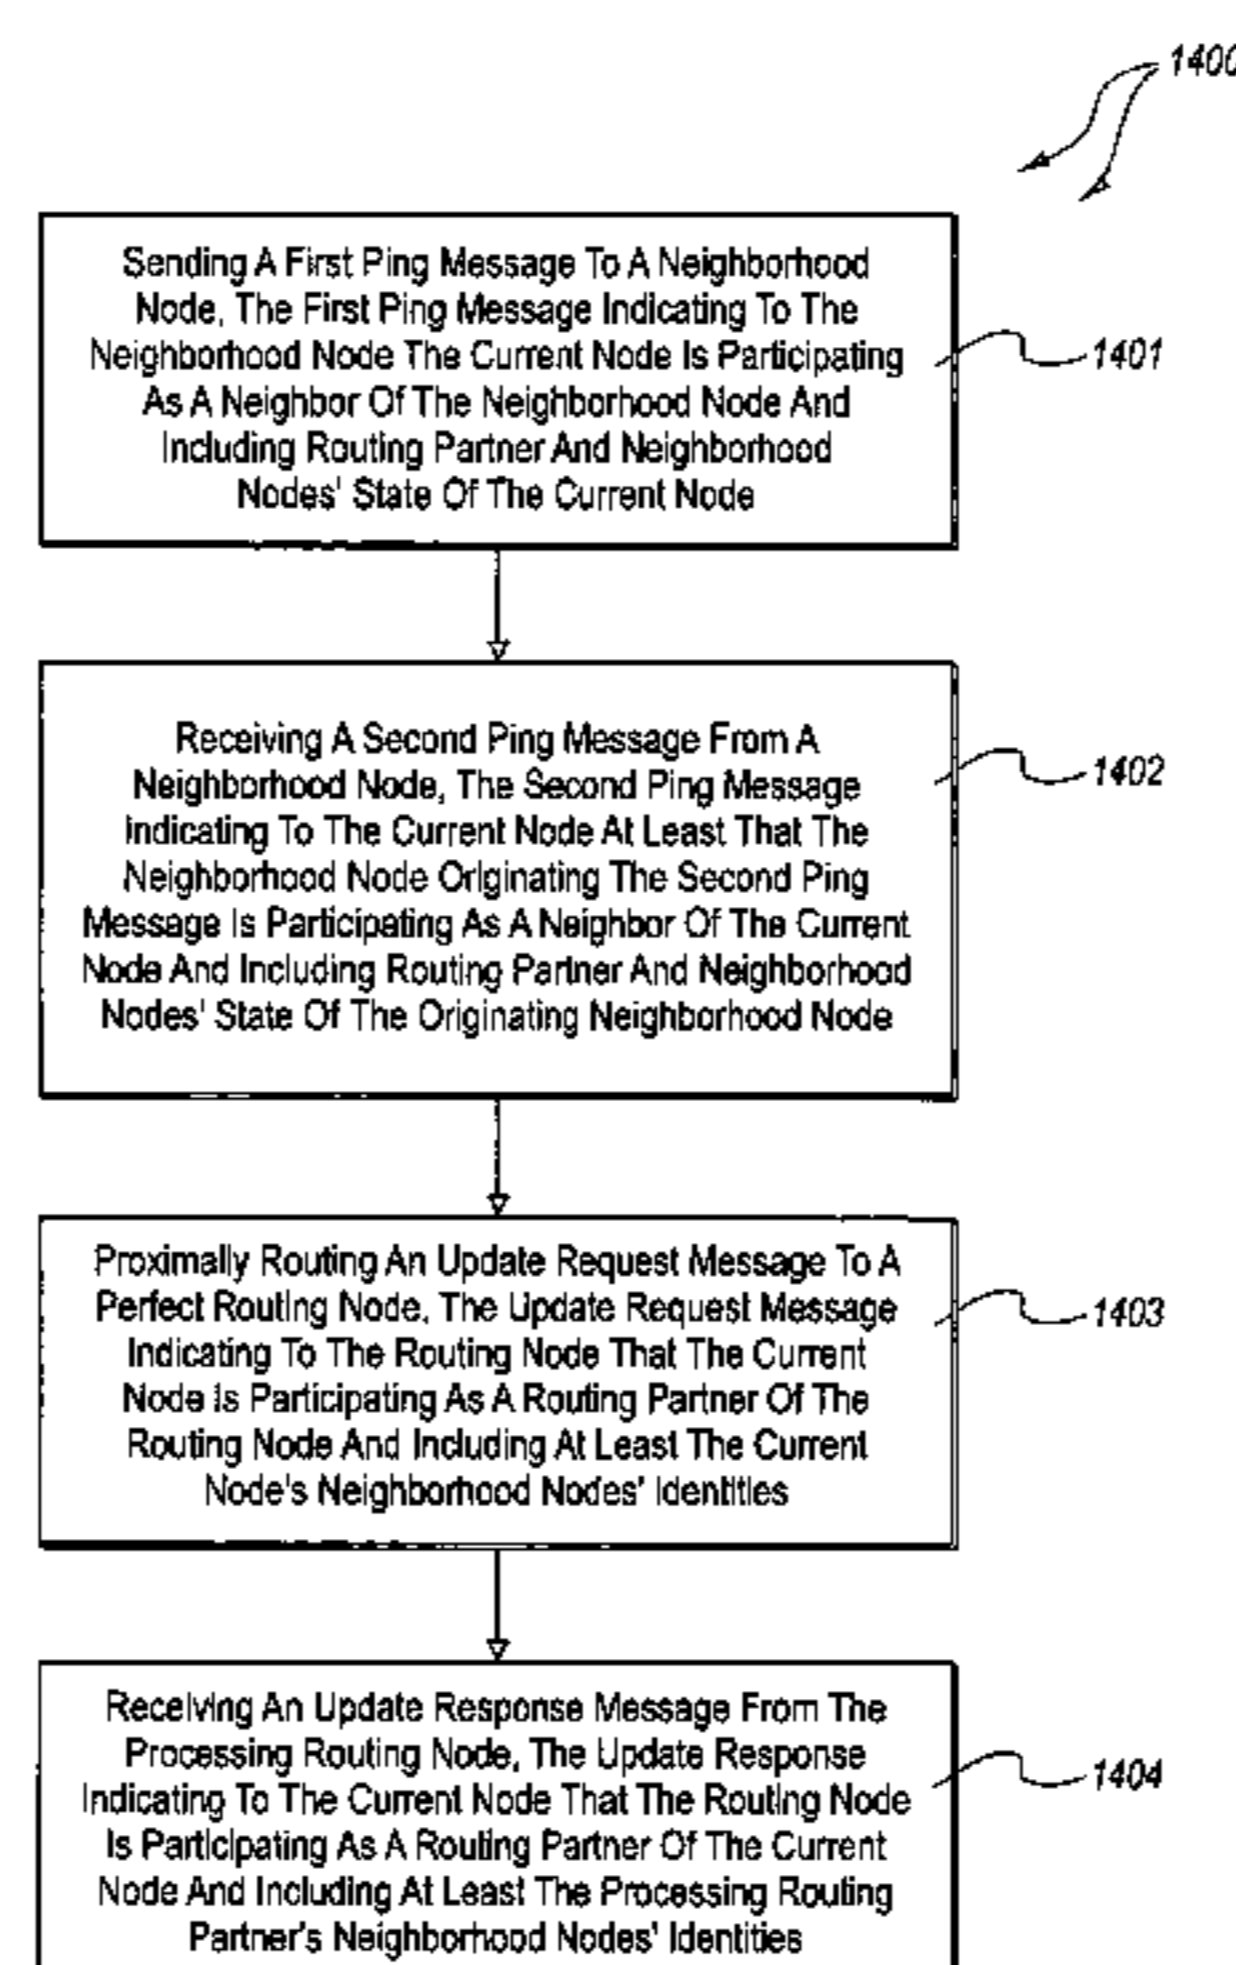 1400
Sending A First Ping Message To A Neighborhood
Node, The First Ping Message Indicating To The
Neighborhood Node The Current Node Is Participating
As A Neighbor Of The Neighborhood Node And
Including Routing Partner And Neighborhood
Nodes' State Of The Current Node
1401
Receiving A Second Ping Message From A
Neighborhood Node, The Second Ping Message
Indicating To The Current Node At Least That The
Neighborhood Node Originating The Second Ping
Message Is Participating As A Neighbor Of The Current
Node And Including Routing Partner And Neighborhood
Nodes' State Of The Originating Neighborhood Node
1402
Proximally Routing An Update Request Message To A
Perfect Routing Node, The Update Request Message
Indicating To The Routing Node That The Current
Node Is Participating As A Routing Partner Of The
Routing Node And Including At Least The Current
Node's Neighborhood Nodes' Identities
1403
Receiving An Update Response Message From The
Processing Routing Node, The Update Response
Indicating To The Current Node That The Routing Node
Is Participating As A Routing Partner Of The Current
Node And Including At Least The Processing Routing
Partner's Neighborhood Nodes' Identities
1404